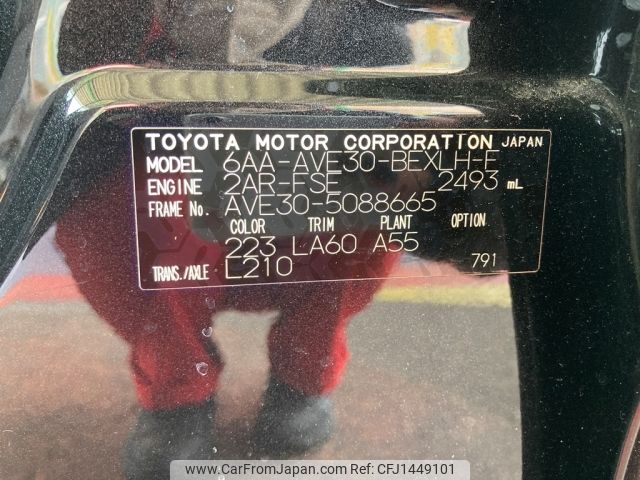 TOYOTA MOTOR CORPORATION JAPAN
MODEL 6AA-AVE30-BEXLH-F
ENGINE 2AR-FSE 2493 mL
FRAME No. AVE30-5088665
COLOR TRIM PLANT OPTION
223 LA60 A55
TRANS./AXLE L210 791
www.CarFromJapan.com Ref No: CFJ1449101